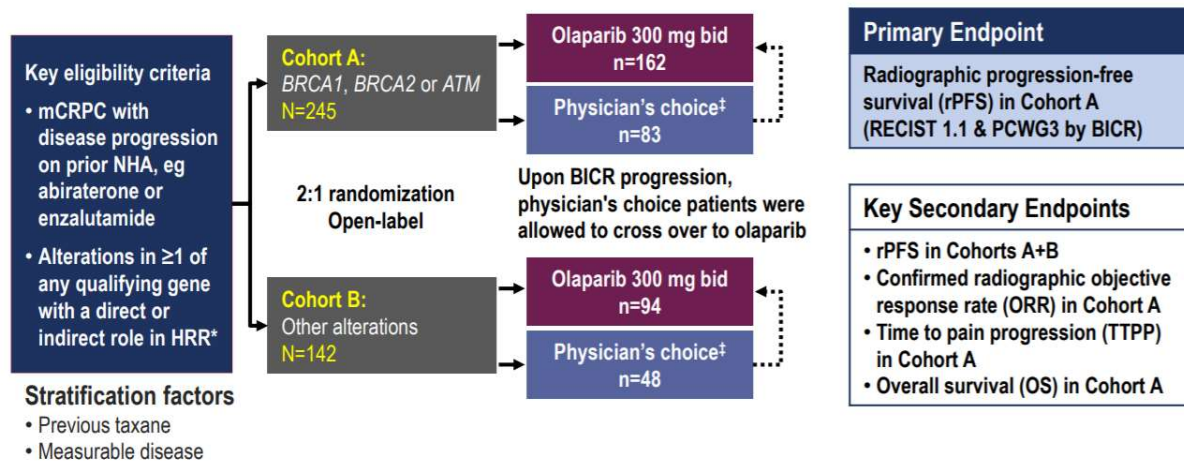 Key eligibility criteria
• mCRPC with
disease progression
on prior NHA, eg
abiraterone or
enzalutamide
• Alterations in ≥1 of
any qualifying gene
with a direct or
indirect role in HRR*
Stratification factors
• Previous taxane
• Measurable disease
Cohort A:
BRCA1, BRCA2 or ATM
N=245
2:1 randomization
Open-label
Cohort B:
Other alterations
N=142
Olaparib 300 mg bid
n=162
Physician’s choice‡
n=83
Upon BICR progression,
physician's choice patients were
allowed to cross over to olaparib
Olaparib 300 mg bid
n=94
Physician’s choice‡
n=48
Primary Endpoint
Radiographic progression-free
survival (rPFS) in Cohort A
(RECIST 1.1 & PCWG3 by BICR)
Key Secondary Endpoints
• rPFS in Cohorts A+B
• Confirmed radiographic objective
response rate (ORR) in Cohort A
• Time to pain progression (TTPP)
in Cohort A
• Overall survival (OS) in Cohort A